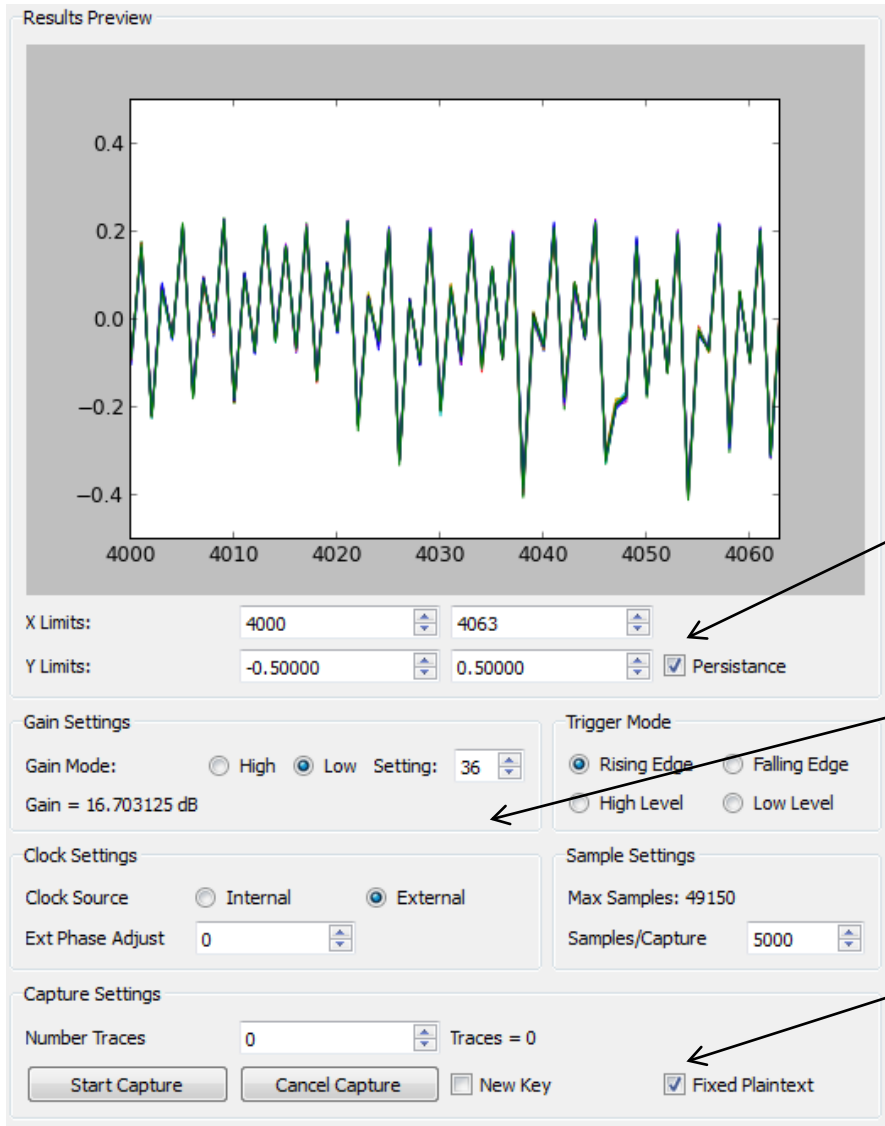 Results Preview
0.4
0.2
0.0
−0.2
−0.4
4000 4010 4020 4030 4040 4050 4060
X Limits: 4000 4063
Y Limits: -0.50000 0.50000 Persistance
Gain Settings
Gain Mode: High Low Setting: 36
Gain = 16.703125 dB
Trigger Mode
Rising Edge Falling Edge
High Level Low Level
Clock Settings
Clock Source Internal External
Ext Phase Adjust 0
Sample Settings
Max Samples: 49150
Samples/Capture 5000
Capture Settings
Number Traces 0 Traces = 0
Start Capture Cancel Capture New Key Fixed Plaintext